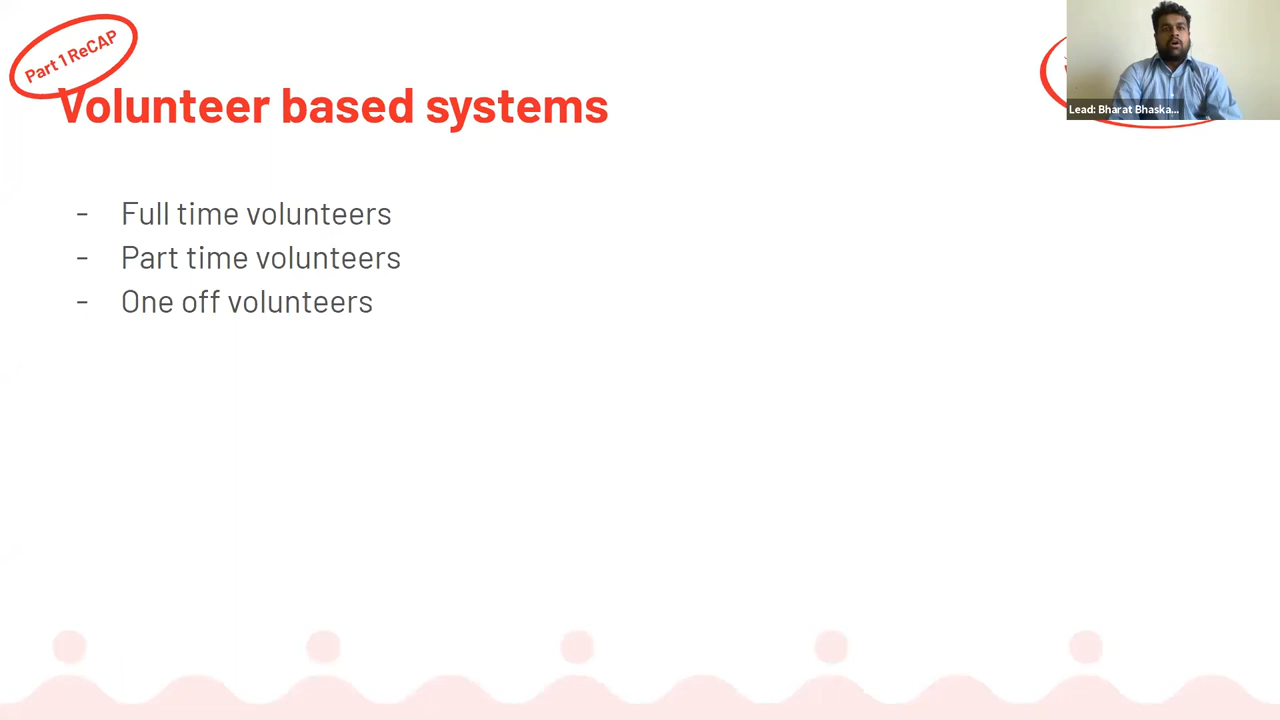 Part 1 ReCAP
Volunteer based systems
- Full time volunteers
- Part time volunteers
- One off volunteers
Lead: Bharat Bhaska...